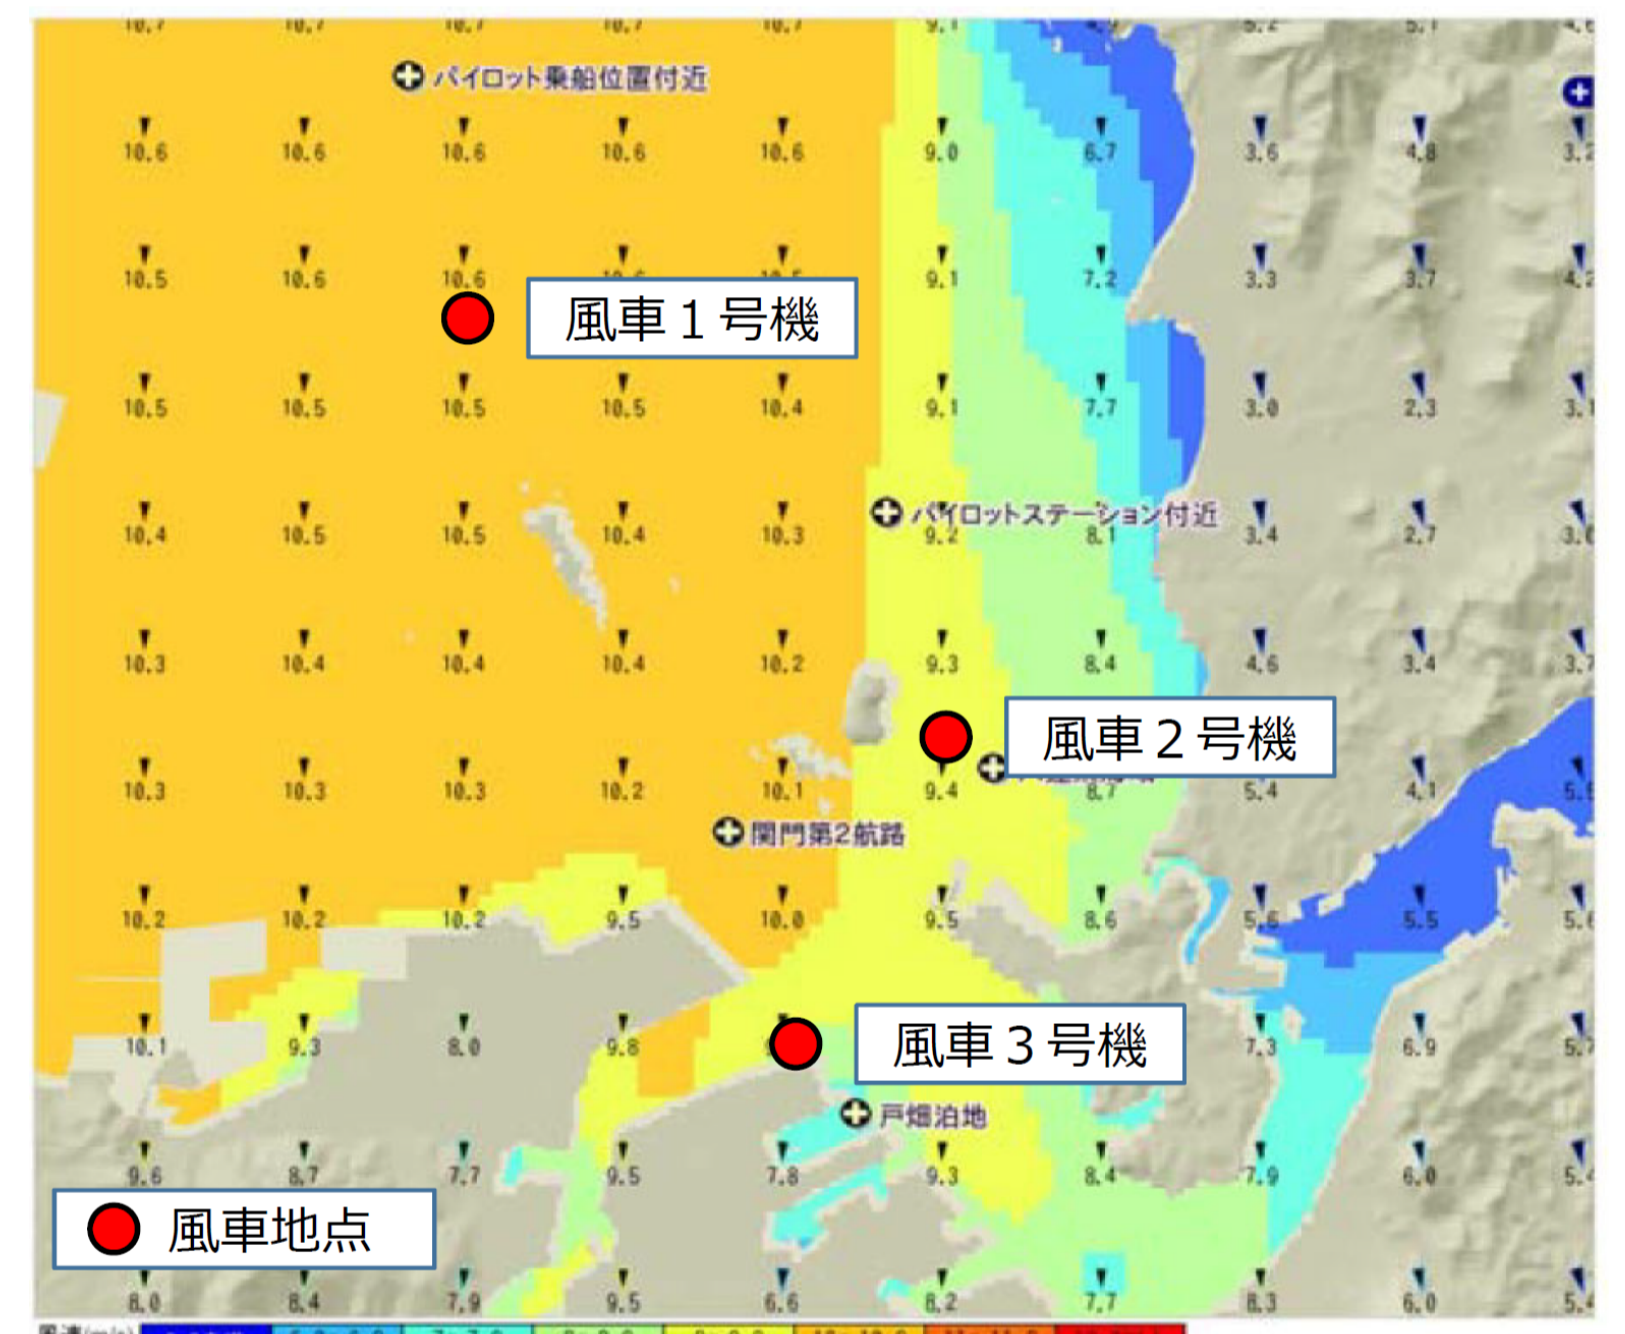 パイロット乗船位置付近
10.6 10.6 10.6 10.6 10.6 9.0 6.7 3.6 4.8
10.5 10.6 10.6 9.1 7.2 3.3 3.7
風車１号機
10.5 10.5 10.5 10.5 10.4 9.1 7.7 3.0 2.3
パイロットステーション付近
10.4 10.5 10.5 10.4 10.3 9.2 8.1 3.4 2.7
10.3 10.4 10.4 10.4 10.2 9.3 8.4 4.6 3.4
風車２号機
10.3 10.3 10.3 10.2 10.1 9.4 8.7 5.4 4.1
関門第2航路
10.2 10.2 10.2 9.5 10.0 9.5 8.6 5.6 5.5
10.1 9.3 8.0 9.8 7.3 6.9
風車３号機
戸畑泊地
9.6 8.7 7.7 9.5 7.8 9.3 8.4 7.9 6.0
風車地点
8.0 8.4 7.9 9.5 6.6 8.2 7.7 8.3 6.0